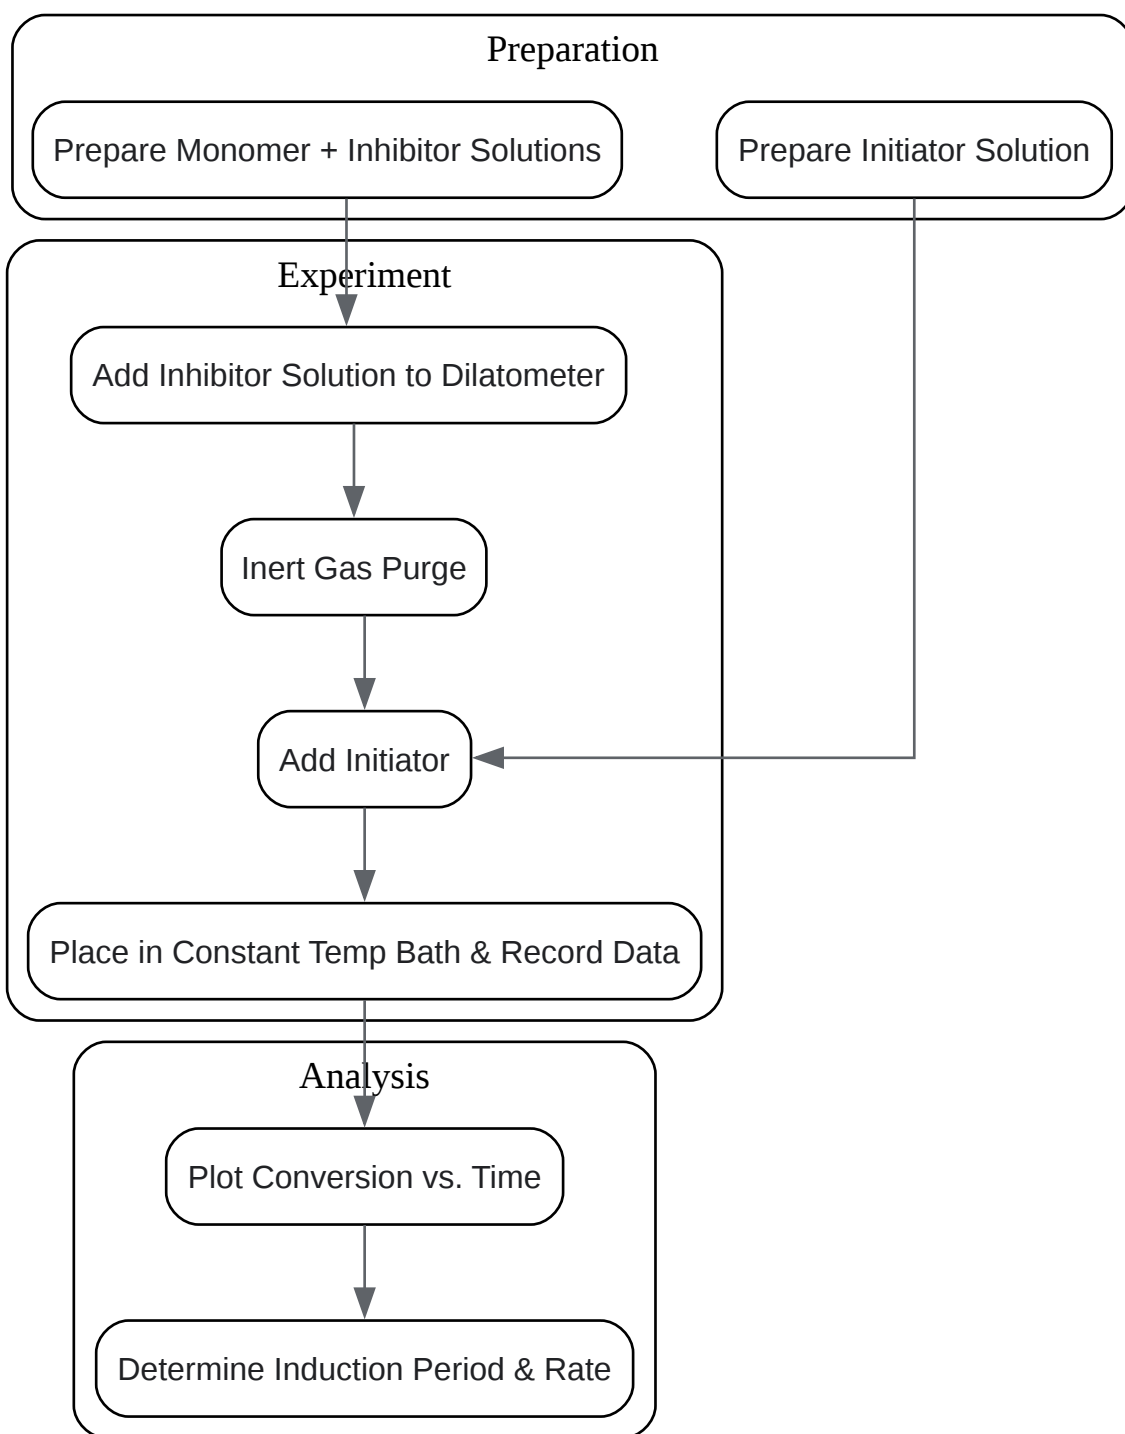 Preparation
Prepare Monomer + Inhibitor Solutions
Prepare Initiator Solution
Experiment
Add Inhibitor Solution to Dilatometer
Inert Gas Purge
Add Initiator
Place in Constant Temp Bath & Record Data
Analysis
Plot Conversion vs. Time
Determine Induction Period & Rate